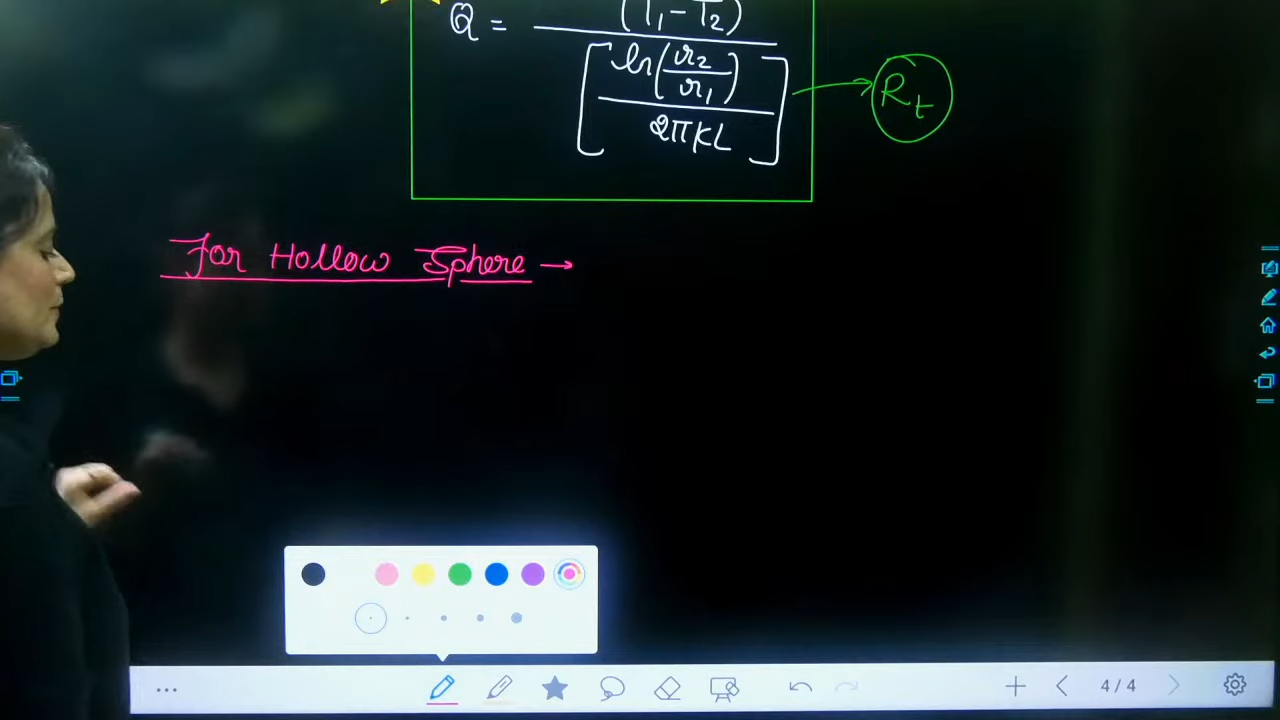 Q = (T₁-T₂)
[ln(r₂/r₁)/2πKL] → Rₜ
For Hollow Sphere →
4/4